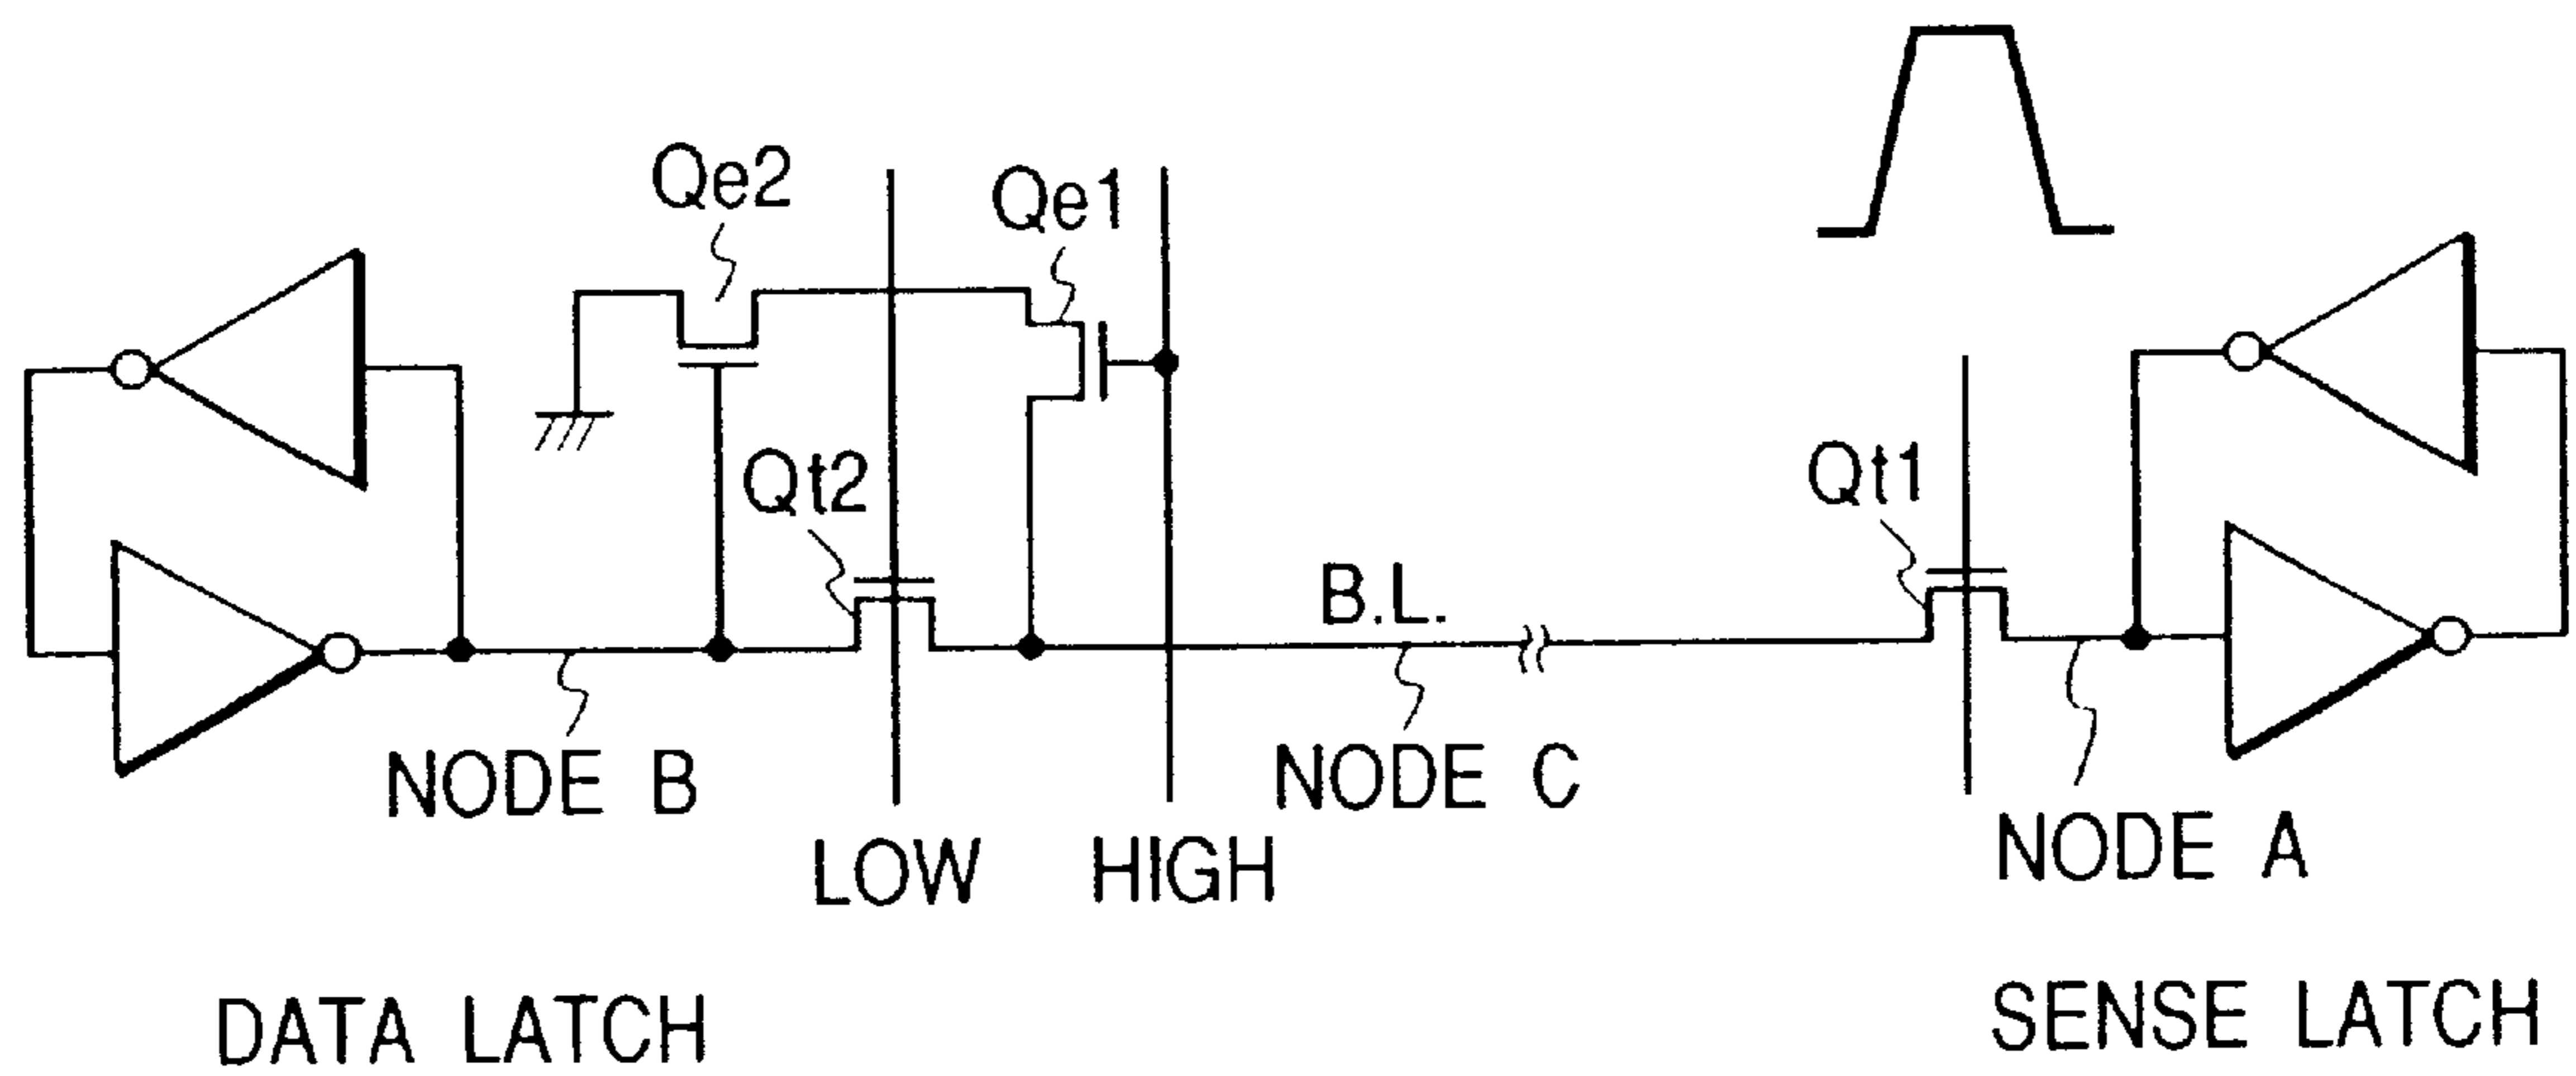 Qe2
Qe1
Qt2
Qt1
B.L.
NODE B
NODE C
NODE A
LOW
HIGH
DATA LATCH
SENSE LATCH